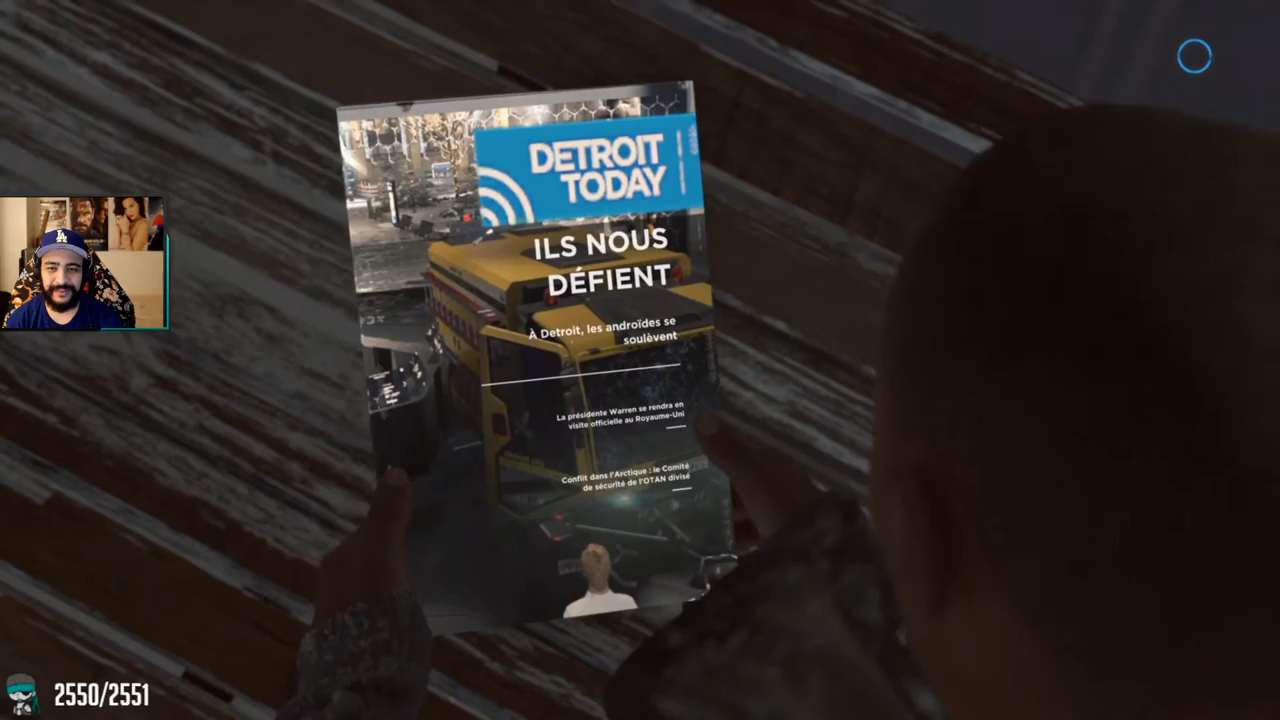 DETROIT
TODAY
ILS NOUS
DÉFIENT
À Detroit, les androïdes se
soulèvent
La présidente Warren se rendra en
visite officielle au Royaume-Uni
Conflit dans l'Arctique : le Comité
de sécurité de l'OTAN divisé
LA
2550/2551